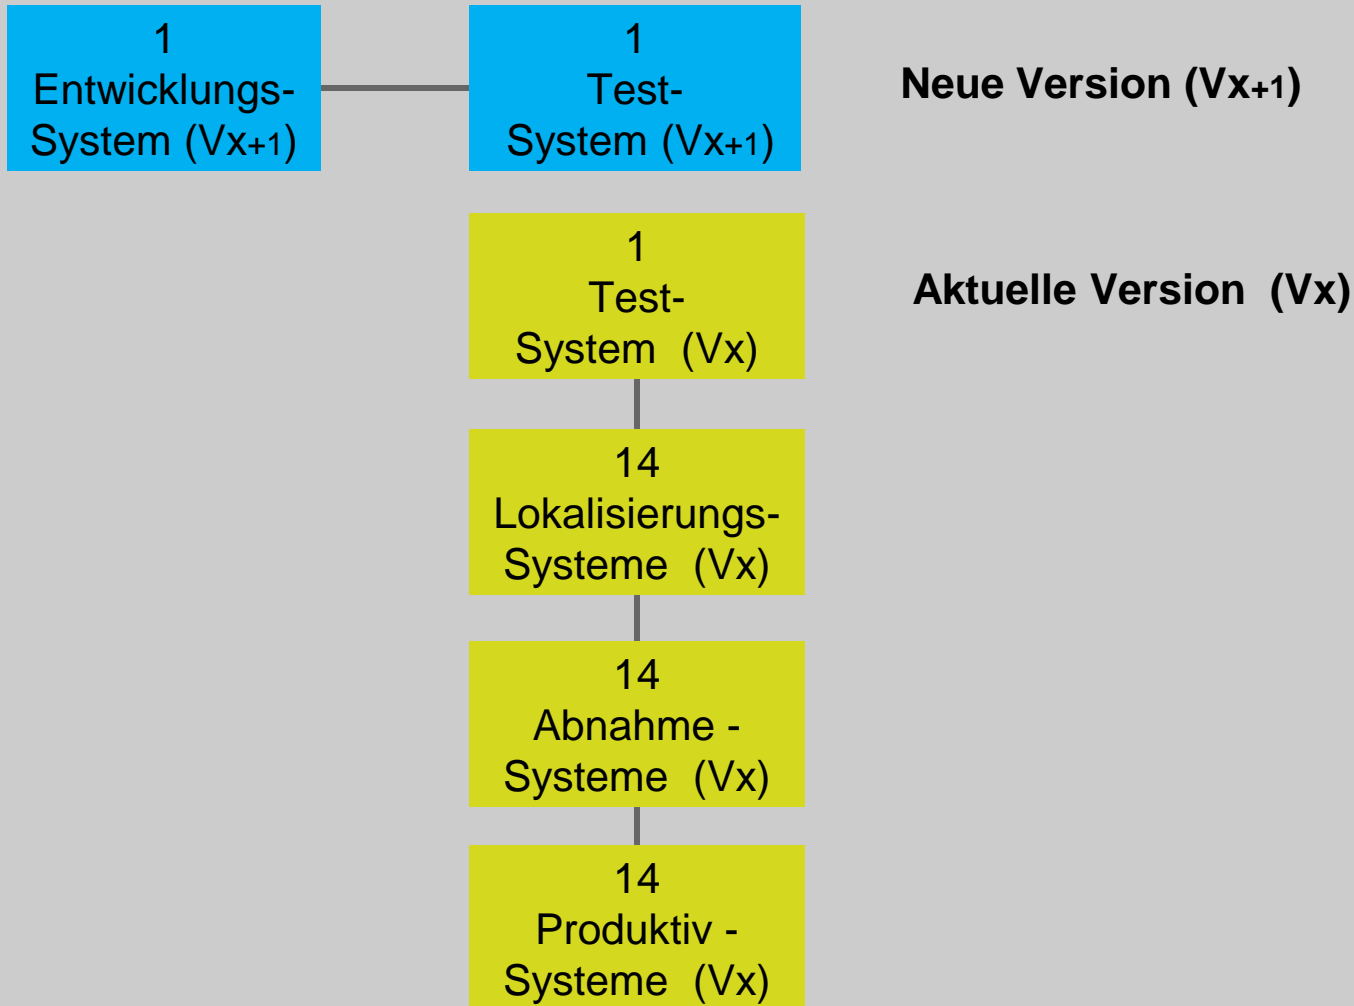 1
Entwicklungs-
System (Vx+1)
1
Test-
System (Vx+1)
Neue Version (Vx+1)
1
Test-
System (Vx)
Aktuelle Version (Vx)
14
Lokalisierungs-
Systeme (Vx)
14
Abnahme -
Systeme (Vx)
14
Produktiv -
Systeme (Vx)